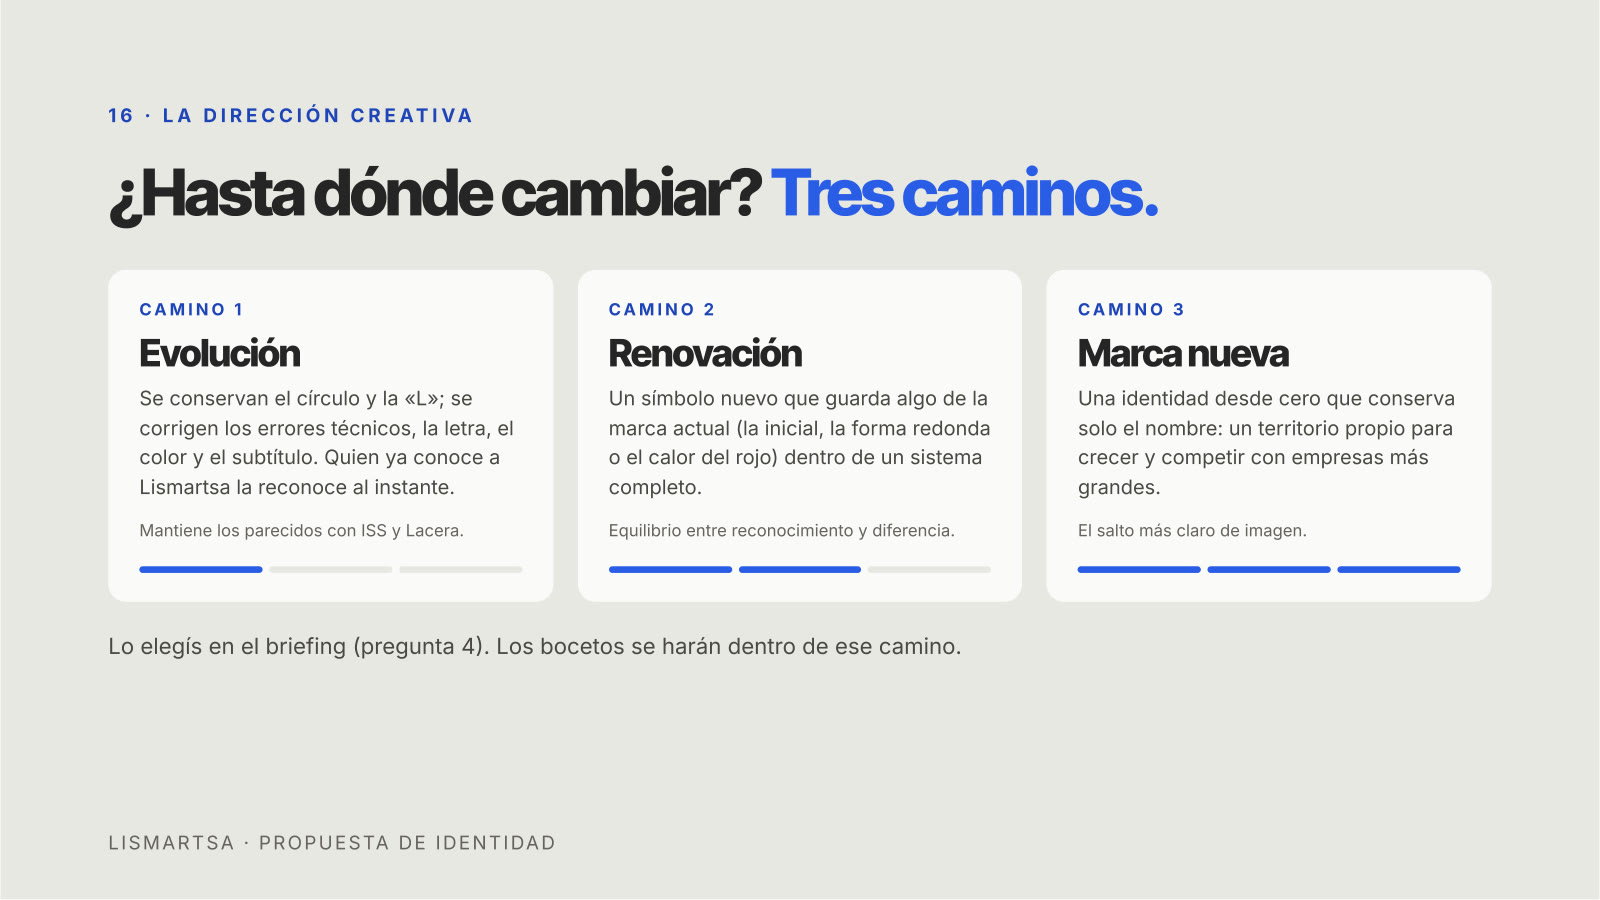 16 · LA DIRECCIÓN CREATIVA
¿Hasta dónde cambiar? Tres caminos.
CAMINO 1
Evolución
Se conservan el círculo y la «L»; se
corrigen los errores técnicos, la letra, el
color y el subtítulo. Quien ya conoce a
Lismartsa la reconoce al instante.
Mantiene los parecidos con ISS y Lacera.
CAMINO 2
Renovación
Un símbolo nuevo que guarda algo de la
marca actual (la inicial, la forma redonda
o el calor del rojo) dentro de un sistema
completo.
Equilibrio entre reconocimiento y diferencia.
CAMINO 3
Marca nueva
Una identidad desde cero que conserva
solo el nombre: un territorio propio para
crecer y competir con empresas más
grandes.
El salto más claro de imagen.
Lo elegís en el briefing (pregunta 4). Los bocetos se harán dentro de ese camino.
LISMARTSA · PROPUESTA DE IDENTIDAD